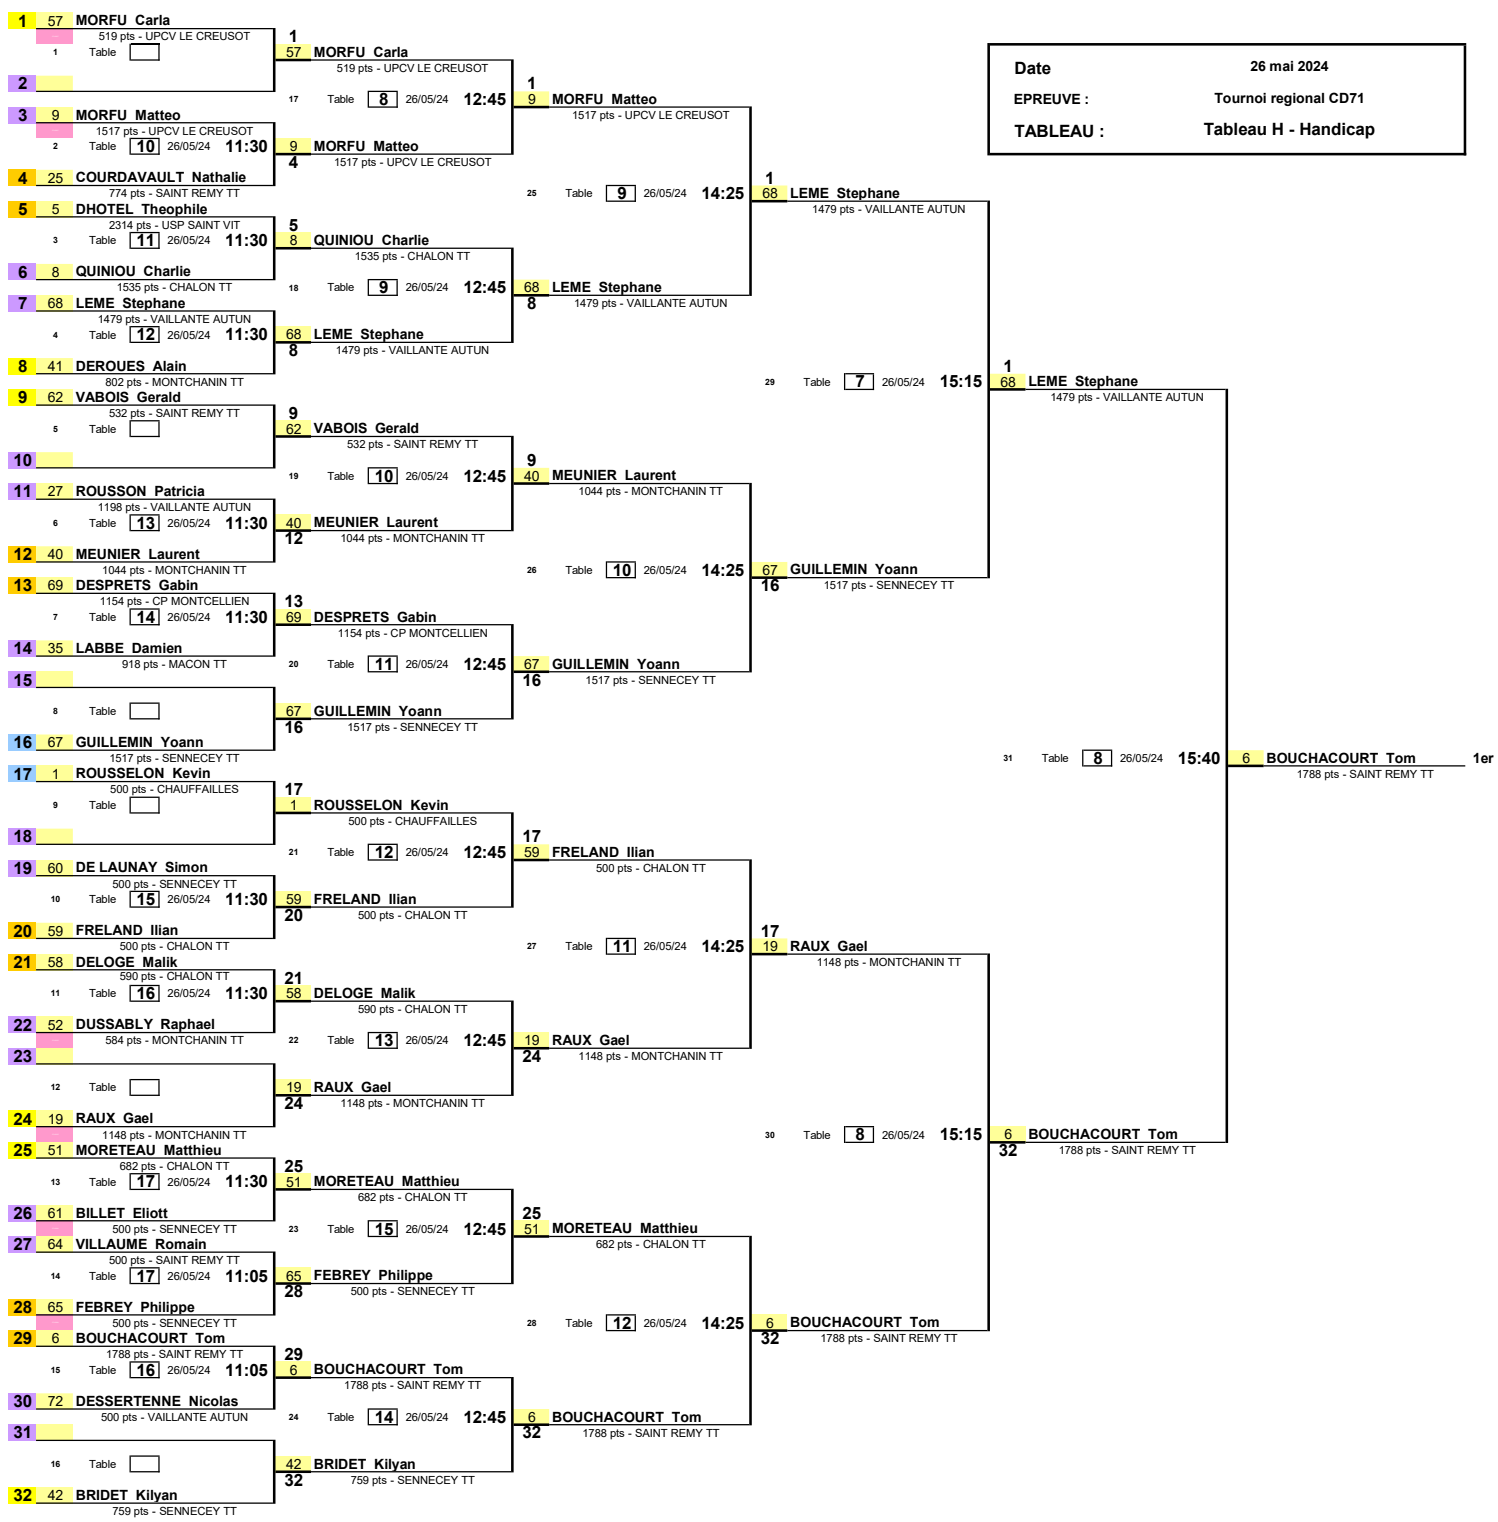 Date 26 mai 2024
EPREUVE : Tournoi regional CD71
TABLEAU : Tableau H - Handicap
1 57 MORFU Carla
519 pts - UPCV LE CREUSOT
1 Table
2
3 9 MORFU Matteo
1517 pts - UPCV LE CREUSOT
2 Table 10 26/05/24 11:30
4 25 COURDAVAULT Nathalie
774 pts - SAINT REMY TT
5 5 DHOTEL Theophile
2314 pts - USP SAINT VIT
3 Table 11 26/05/24 11:30
6 8 QUINIOU Charlie
1535 pts - CHALON TT
7 68 LEME Stephane
1479 pts - VAILLANTE AUTUN
4 Table 12 26/05/24 11:30
8 41 DEROUES Alain
802 pts - MONTCHANIN TT
9 62 VABOIS Gerald
532 pts - SAINT REMY TT
5 Table
10
11 27 ROUSSON Patricia
1198 pts - VAILLANTE AUTUN
6 Table 13 26/05/24 11:30
12 40 MEUNIER Laurent
1044 pts - MONTCHANIN TT
13 69 DESPRETS Gabin
1154 pts - CP MONTCELLIEN
7 Table 14 26/05/24 11:30
14 35 LABBE Damien
918 pts - MACON TT
15
8 Table
16 67 GUILLEMIN Yoann
1517 pts - SENNECEY TT
17 1 ROUSSELON Kevin
500 pts - CHAUFFAILLES
9 Table
18
19 60 DE LAUNAY Simon
500 pts - SENNECEY TT
10 Table 15 26/05/24 11:30
20 59 FRELAND Ilian
500 pts - CHALON TT
21 58 DELOGE Malik
590 pts - CHALON TT
11 Table 16 26/05/24 11:30
22 52 DUSSABLY Raphael
584 pts - MONTCHANIN TT
23
12 Table
24 19 RAUX Gael
1148 pts - MONTCHANIN TT
25 51 MORETEAU Matthieu
682 pts - CHALON TT
13 Table 17 26/05/24 11:30
26 61 BILLET Eliott
500 pts - SENNECEY TT
27 64 VILLAUME Romain
500 pts - SAINT REMY TT
14 Table 17 26/05/24 11:05
28 65 FEBREY Philippe
500 pts - SENNECEY TT
29 6 BOUCHACOURT Tom
1788 pts - SAINT REMY TT
15 Table 16 26/05/24 11:05
30 72 DESSERTENNE Nicolas
500 pts - VAILLANTE AUTUN
31
16 Table
32 42 BRIDET Kilyan
759 pts - SENNECEY TT
1
57 MORFU Carla
519 pts - UPCV LE CREUSOT
17 Table 8 26/05/24 12:45
9 MORFU Matteo
4 1517 pts - UPCV LE CREUSOT
5
8 QUINIOU Charlie
1535 pts - CHALON TT
18 Table 9 26/05/24 12:45
68 LEME Stephane
8 1479 pts - VAILLANTE AUTUN
9
62 VABOIS Gerald
532 pts - SAINT REMY TT
19 Table 10 26/05/24 12:45
40 MEUNIER Laurent
12 1044 pts - MONTCHANIN TT
13
69 DESPRETS Gabin
1154 pts - CP MONTCELLIEN
20 Table 11 26/05/24 12:45
67 GUILLEMIN Yoann
16 1517 pts - SENNECEY TT
17
1 ROUSSELON Kevin
500 pts - CHAUFFAILLES
21 Table 12 26/05/24 12:45
59 FRELAND Ilian
20 500 pts - CHALON TT
21
58 DELOGE Malik
590 pts - CHALON TT
22 Table 13 26/05/24 12:45
19 RAUX Gael
24 1148 pts - MONTCHANIN TT
25
51 MORETEAU Matthieu
682 pts - CHALON TT
23 Table 15 26/05/24 12:45
65 FEBREY Philippe
28 500 pts - SENNECEY TT
29
6 BOUCHACOURT Tom
1788 pts - SAINT REMY TT
24 Table 14 26/05/24 12:45
42 BRIDET Kilyan
32 759 pts - SENNECEY TT
1
9 MORFU Matteo
1517 pts - UPCV LE CREUSOT
25 Table 9 26/05/24 14:25
68 LEME Stephane
8 1479 pts - VAILLANTE AUTUN
9
40 MEUNIER Laurent
1044 pts - MONTCHANIN TT
26 Table 10 26/05/24 14:25
67 GUILLEMIN Yoann
16 1517 pts - SENNECEY TT
17
59 FRELAND Ilian
500 pts - CHALON TT
27 Table 11 26/05/24 14:25
19 RAUX Gael
24 1148 pts - MONTCHANIN TT
25
51 MORETEAU Matthieu
682 pts - CHALON TT
28 Table 12 26/05/24 14:25
6 BOUCHACOURT Tom
32 1788 pts - SAINT REMY TT
1
68 LEME Stephane
1479 pts - VAILLANTE AUTUN
29 Table 7 26/05/24 15:15
67 GUILLEMIN Yoann
16 1517 pts - SENNECEY TT
17
19 RAUX Gael
1148 pts - MONTCHANIN TT
30 Table 8 26/05/24 15:15
6 BOUCHACOURT Tom
32 1788 pts - SAINT REMY TT
1
68 LEME Stephane
1479 pts - VAILLANTE AUTUN
31 Table 8 26/05/24 15:40
6 BOUCHACOURT Tom
32 1788 pts - SAINT REMY TT
6 BOUCHACOURT Tom 1er
1788 pts - SAINT REMY TT